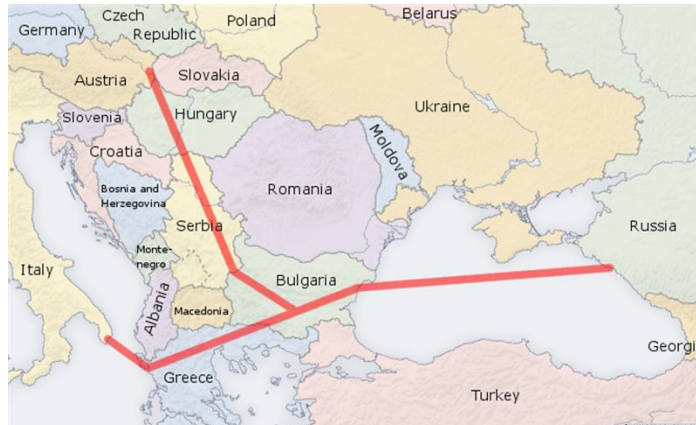 Czech
Republic
Poland
Belarus
Germany
Austria
Slovakia
Ukraine
Slovenia
Hungary
Moldova
Croatia
Bosnia and
Herzegovina
Romania
Serbia
Russia
Monte-
negro
Italy
Bulgaria
Albania
Macedonia
Georgi
Greece
Turkey